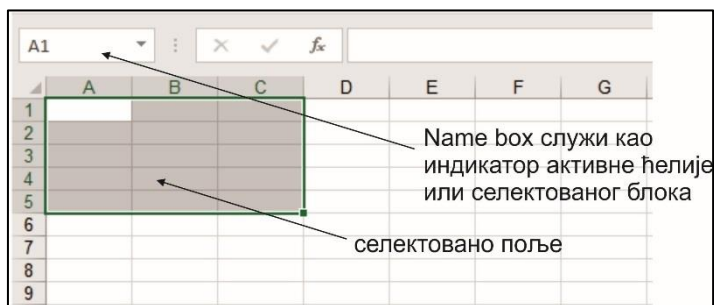 A1 fx
A B C D E F G
1
2
3
4
5
6
7
8
9
Name box служи као
индикатор активне ћелије
или селектованог блока
селектовано поље